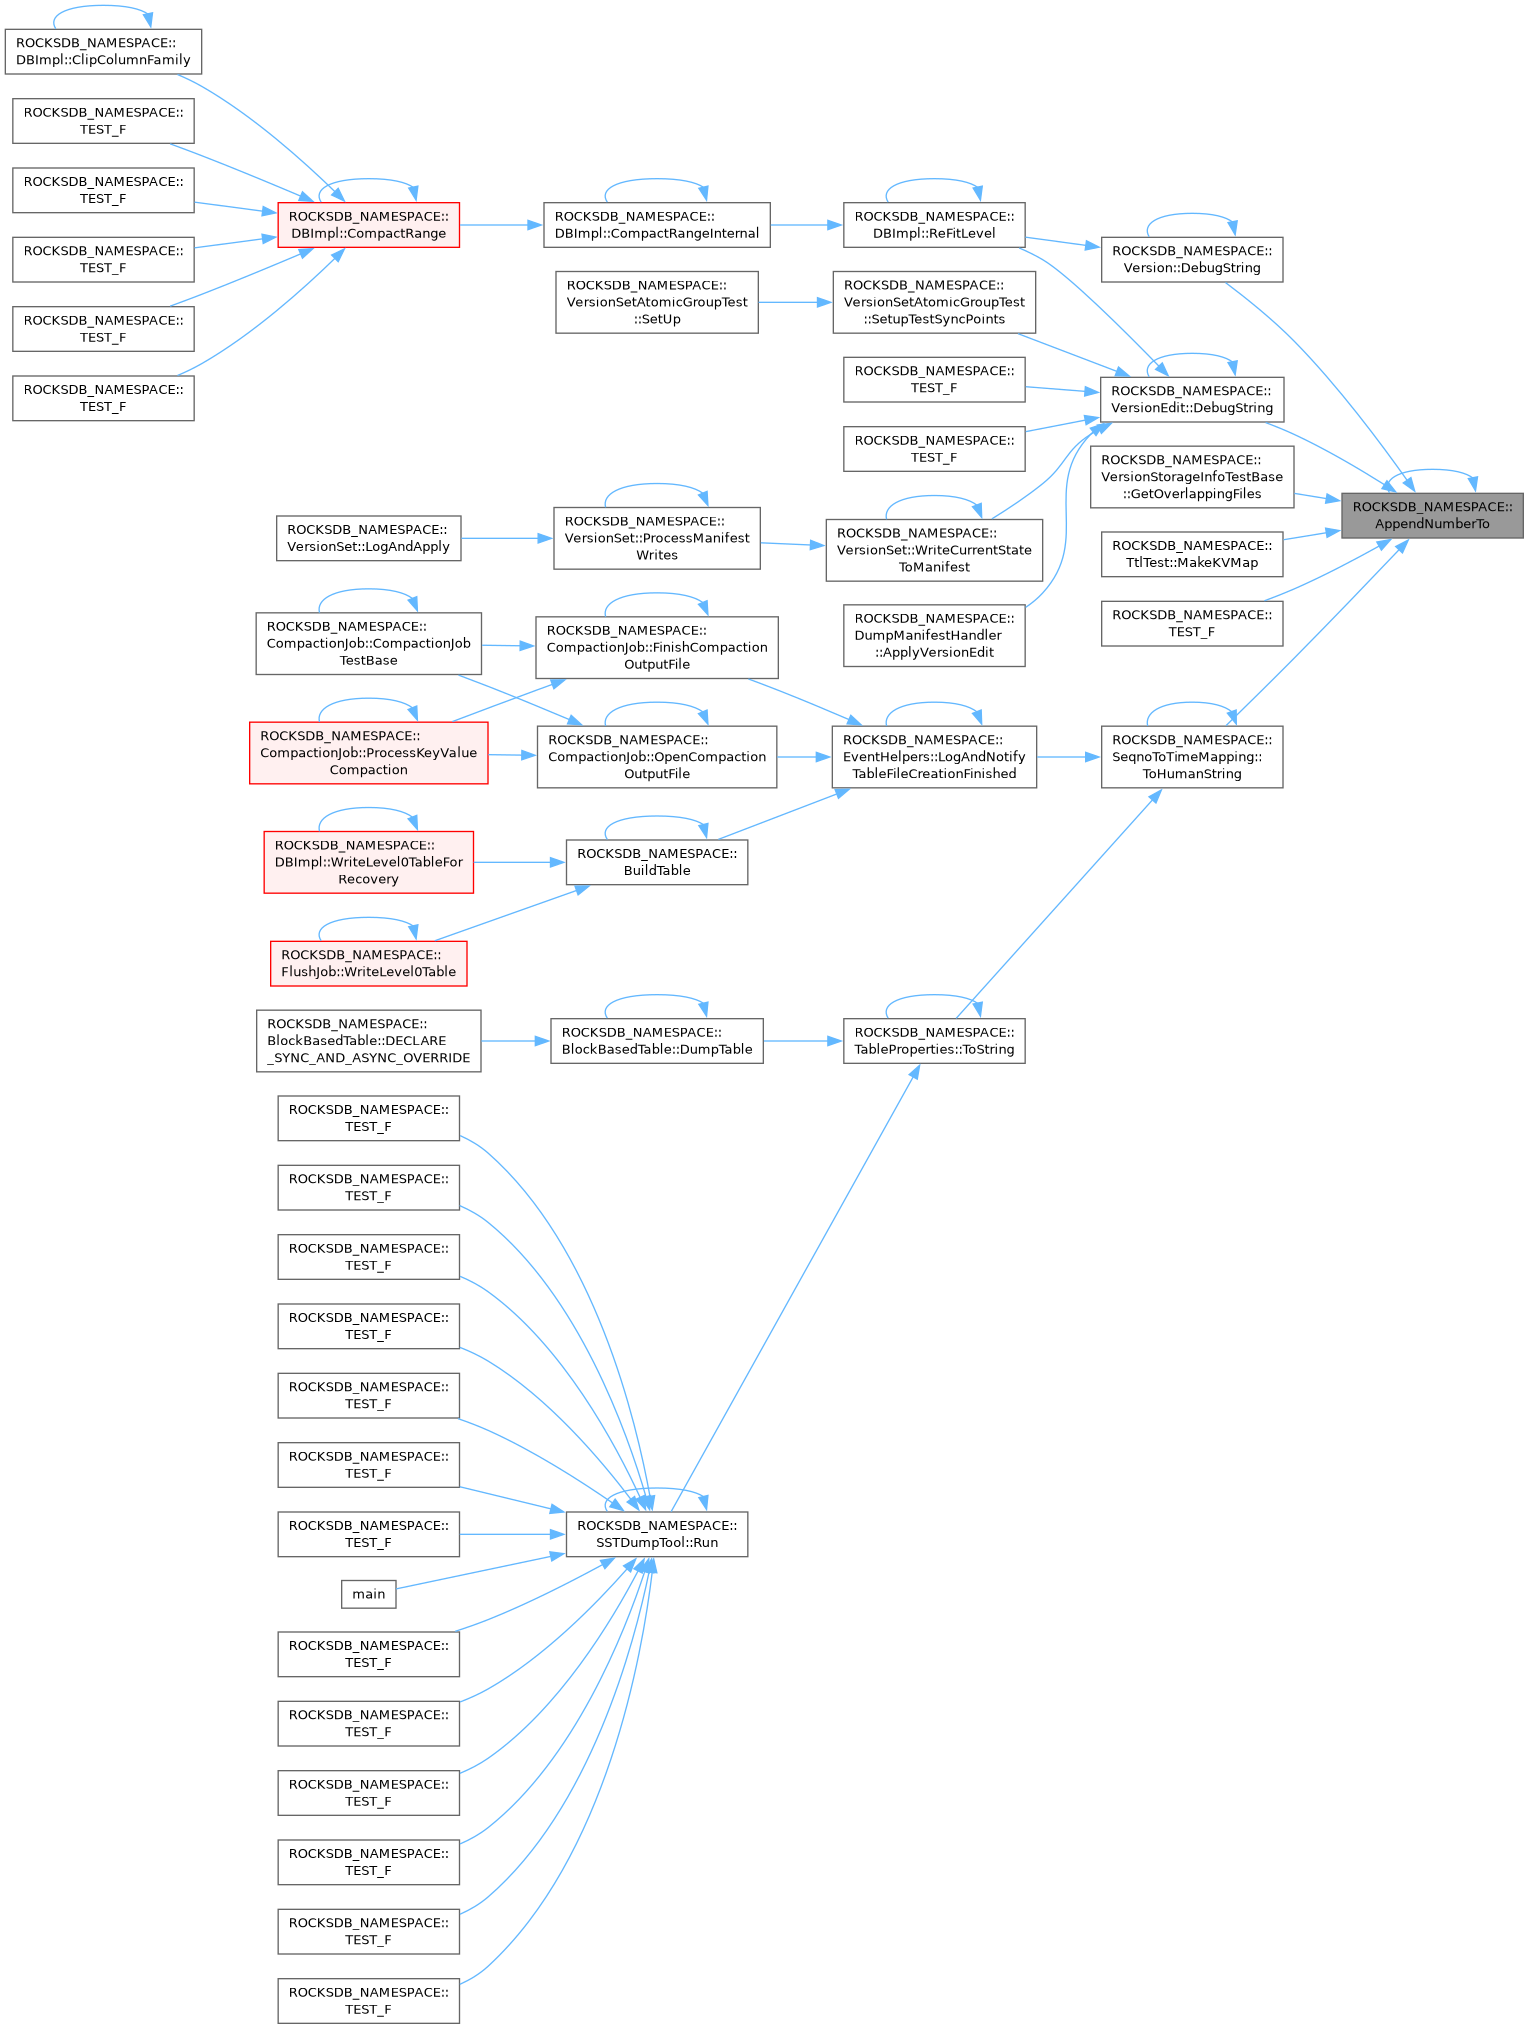 ROCKSDB_NAMESPACE::
DBImpl::ClipColumnFamily
ROCKSDB_NAMESPACE::
TEST_F
ROCKSDB_NAMESPACE::
TEST_F
ROCKSDB_NAMESPACE::
TEST_F
ROCKSDB_NAMESPACE::
TEST_F
ROCKSDB_NAMESPACE::
TEST_F
ROCKSDB_NAMESPACE::
DBImpl::CompactRange
ROCKSDB_NAMESPACE::
DBImpl::CompactRangeInternal
ROCKSDB_NAMESPACE::
DBImpl::ReFitLevel
ROCKSDB_NAMESPACE::
Version::DebugString
ROCKSDB_NAMESPACE::
VersionSetAtomicGroupTest
::SetUp
ROCKSDB_NAMESPACE::
VersionSetAtomicGroupTest
::SetupTestSyncPoints
ROCKSDB_NAMESPACE::
TEST_F
ROCKSDB_NAMESPACE::
VersionEdit::DebugString
ROCKSDB_NAMESPACE::
TEST_F
ROCKSDB_NAMESPACE::
VersionStorageInfoTestBase
::GetOverlappingFiles
ROCKSDB_NAMESPACE::
AppendNumberTo
ROCKSDB_NAMESPACE::
VersionSet::LogAndApply
ROCKSDB_NAMESPACE::
VersionSet::ProcessManifest
Writes
ROCKSDB_NAMESPACE::
VersionSet::WriteCurrentState
ToManifest
ROCKSDB_NAMESPACE::
TtlTest::MakeKVMap
ROCKSDB_NAMESPACE::
TEST_F
ROCKSDB_NAMESPACE::
DumpManifestHandler
::ApplyVersionEdit
ROCKSDB_NAMESPACE::
CompactionJob::CompactionJob
TestBase
ROCKSDB_NAMESPACE::
CompactionJob::FinishCompaction
OutputFile
ROCKSDB_NAMESPACE::
CompactionJob::ProcessKeyValue
Compaction
ROCKSDB_NAMESPACE::
CompactionJob::OpenCompaction
OutputFile
ROCKSDB_NAMESPACE::
EventHelpers::LogAndNotify
TableFileCreationFinished
ROCKSDB_NAMESPACE::
SeqnoToTimeMapping::
ToHumanString
ROCKSDB_NAMESPACE::
DBImpl::WriteLevel0TableFor
Recovery
ROCKSDB_NAMESPACE::
BuildTable
ROCKSDB_NAMESPACE::
FlushJob::WriteLevel0Table
ROCKSDB_NAMESPACE::
BlockBasedTable::DECLARE
_SYNC_AND_ASYNC_OVERRIDE
ROCKSDB_NAMESPACE::
BlockBasedTable::DumpTable
ROCKSDB_NAMESPACE::
TableProperties::ToString
ROCKSDB_NAMESPACE::
TEST_F
ROCKSDB_NAMESPACE::
TEST_F
ROCKSDB_NAMESPACE::
TEST_F
ROCKSDB_NAMESPACE::
TEST_F
ROCKSDB_NAMESPACE::
TEST_F
ROCKSDB_NAMESPACE::
TEST_F
ROCKSDB_NAMESPACE::
TEST_F
ROCKSDB_NAMESPACE::
SSTDumpTool::Run
main
ROCKSDB_NAMESPACE::
TEST_F
ROCKSDB_NAMESPACE::
TEST_F
ROCKSDB_NAMESPACE::
TEST_F
ROCKSDB_NAMESPACE::
TEST_F
ROCKSDB_NAMESPACE::
TEST_F
ROCKSDB_NAMESPACE::
TEST_F